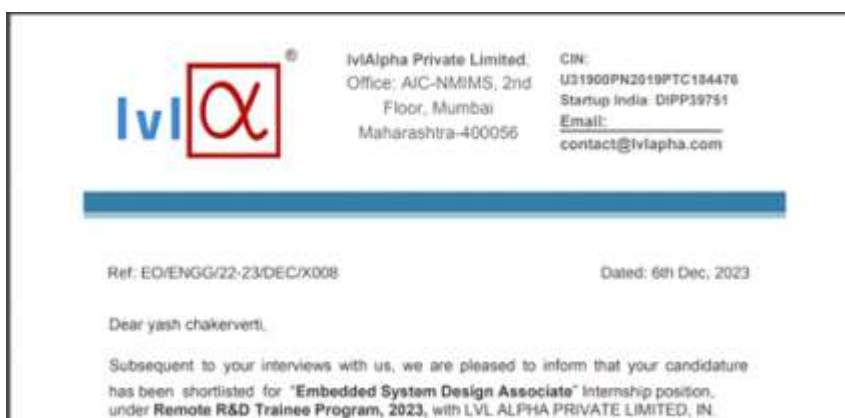 lvl α ®
lvlAlpha Private Limited.
Office: AIC-NMIMS, 2nd
Floor, Mumbai
Maharashtra-400056
CIN:
U31900PN2019PTC184476
Startup India DIPP39751
Email:
contact@lvlapha.com
Ref: EO/ENGG/22-23/DEC/X008
Dated: 6th Dec, 2023
Dear yash chakerverti,
Subsequent to your interviews with us, we are pleased to inform that your candidature
has been shortlisted for "Embedded System Design Associate" Internship position,
under Remote R&D Trainee Program, 2023, with LVL ALPHA PRIVATE LIMITED, IN.